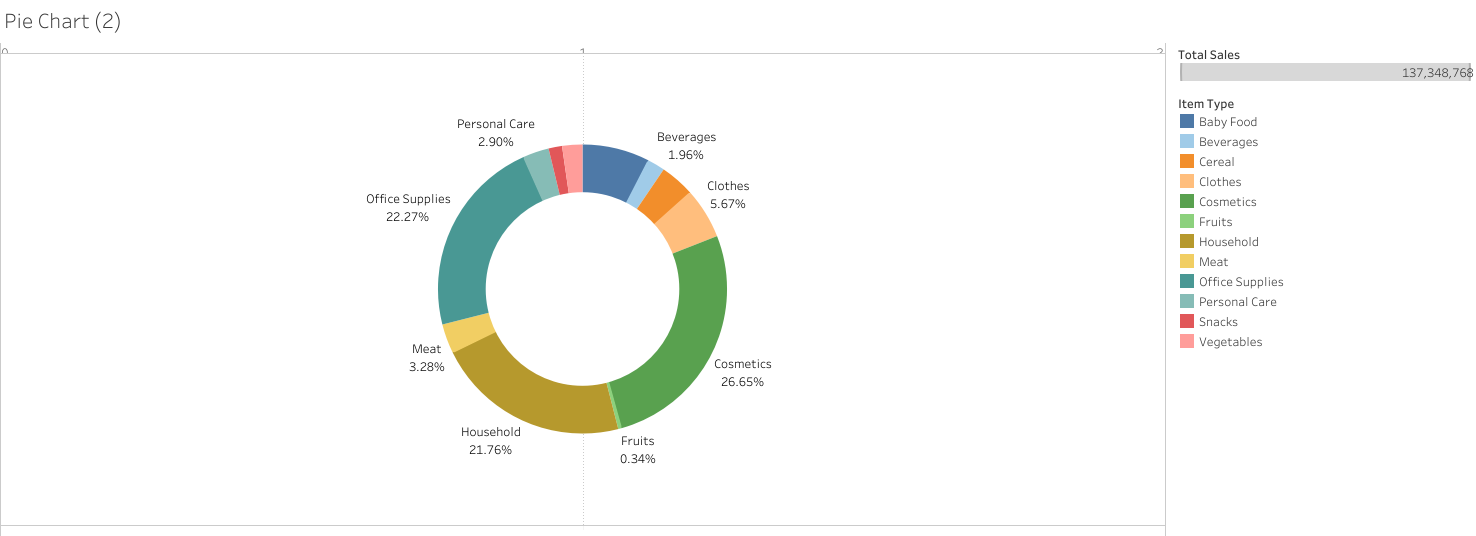 Pie Chart (2)
0 1 2
Personal Care
2.90%
Beverages
1.96%
Clothes
5.67%
Office Supplies
22.27%
Meat
3.28%
Cosmetics
26.65%
Household
21.76%
Fruits
0.34%
Total Sales
137,348,768
Item Type
Baby Food
Beverages
Cereal
Clothes
Cosmetics
Fruits
Household
Meat
Office Supplies
Personal Care
Snacks
Vegetables